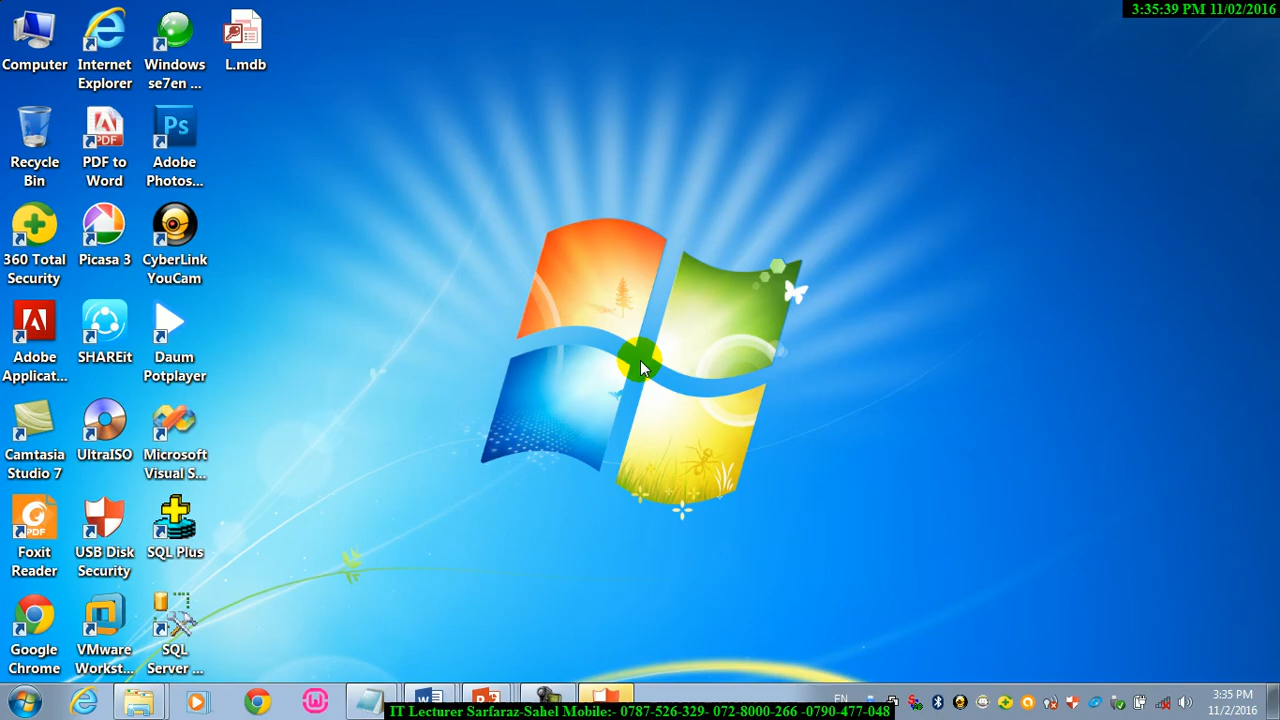 3:35:39 PM 11/02/2016
Computer
Internet
Explorer
Windows
se7en ...
L.mdb
Recycle
Bin
PDF to
Word
Ps
Adobe
Photos...
360 Total
Security
Picasa 3
CyberLink
YouCam
Adobe
Applicat...
SHAREit
Daum
Potplayer
Camtasia
Studio 7
UltraISO
Microsoft
Visual S...
PDF
Foxit
Reader
USB Disk
Security
SQL Plus
Google
Chrome
VMware
Workst...
SQL
Server ...
EN
3:35 PM
11/2/2016
IT Lecturer Sarfaraz-Sahel Mobile:- 0787-526-329- 072-8000-266 -0790-477-048